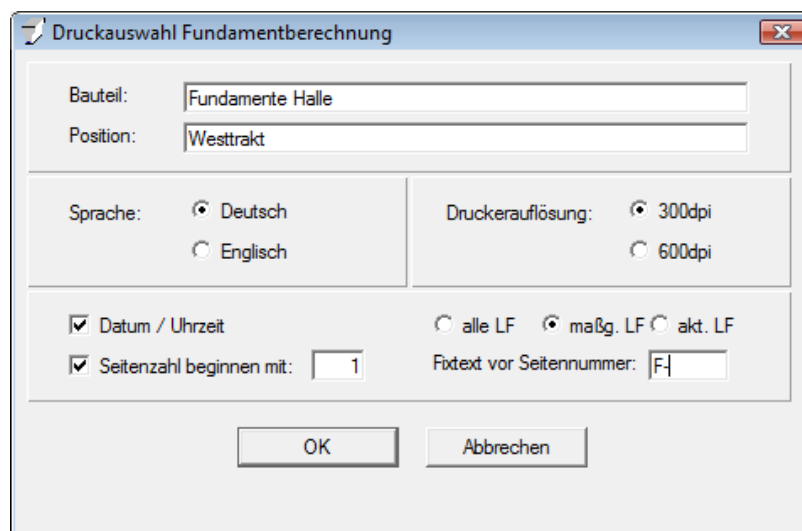 Druckauswahl Fundamentberechnung
Bauteil: Fundamente Halle
Position: Westtrakt
Sprache: Deutsch Druckerauflösung: 300dpi
Englisch 600dpi
Datum / Uhrzeit alle LF maßg. LF akt. LF
Seitenzahl beginnen mit: 1 Fixtext vor Seitennummer: F-
OK Abbrechen